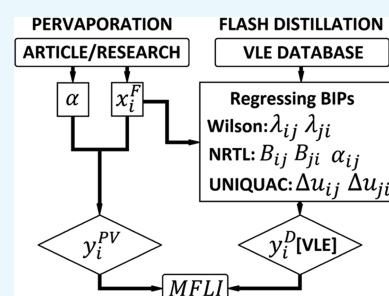 PERVAPORATION
FLASH DISTILLATION
ARTICLE/RESEARCH
VLE DATABASE
α
x_i^F
Regressing BIPs
Wilson: λ_ij λ_ji
NRTL: B_ij B_ji α_ij
UNIQUAC: Δu_ij Δu_ji
y_i^PV
y_i^D[VLE]
MFLI